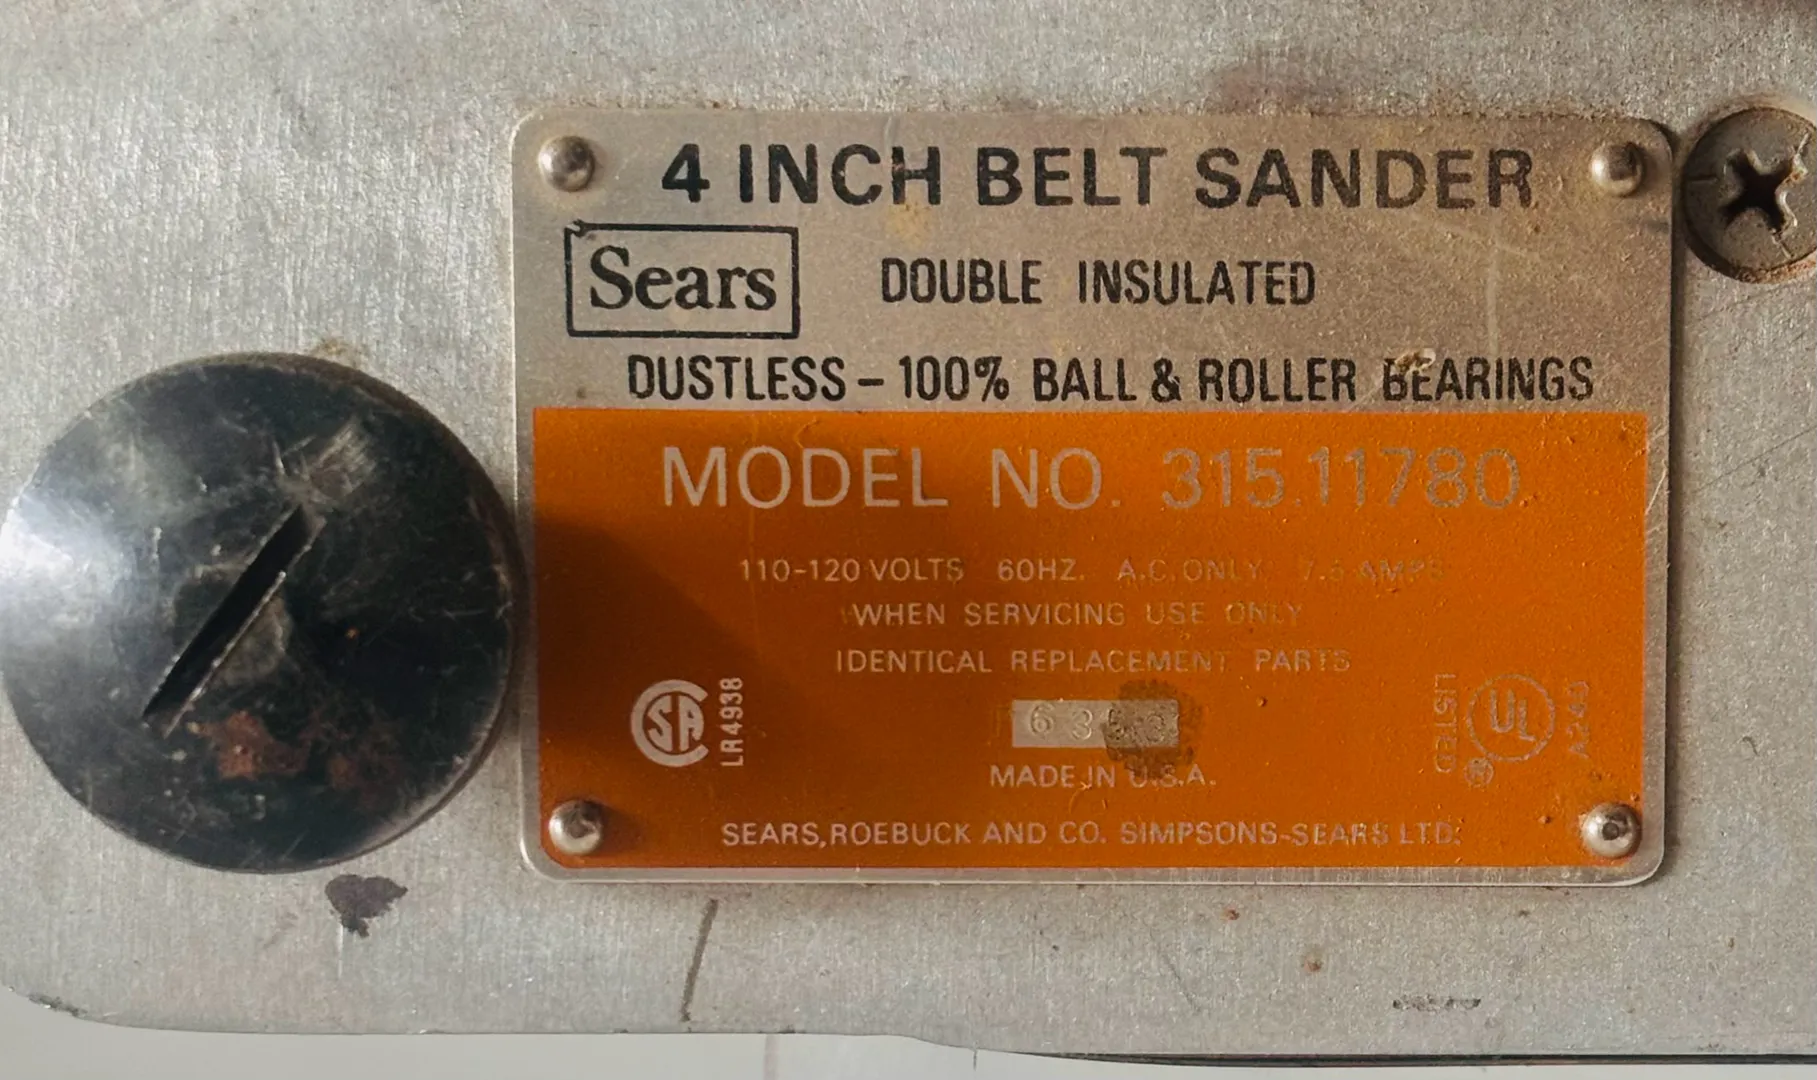 4 INCH BELT SANDER
Sears DOUBLE INSULATED
DUSTLESS – 100% BALL & ROLLER BEARINGS
MODEL NO. 315.11780
110-120 VOLTS 60HZ. A.C. ONLY AMPS
WHEN SERVICING USE ONLY
IDENTICAL REPLACEMENT PARTS
SA LR4938
LISTED UL ®
MADE IN U.S.A.
SEARS, ROEBUCK AND CO. SIMPSONS-SEARS LTD.